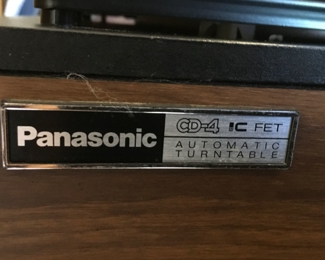 Panasonic
CD-4 IC FET
AUTOMATIC
TURNTABLE